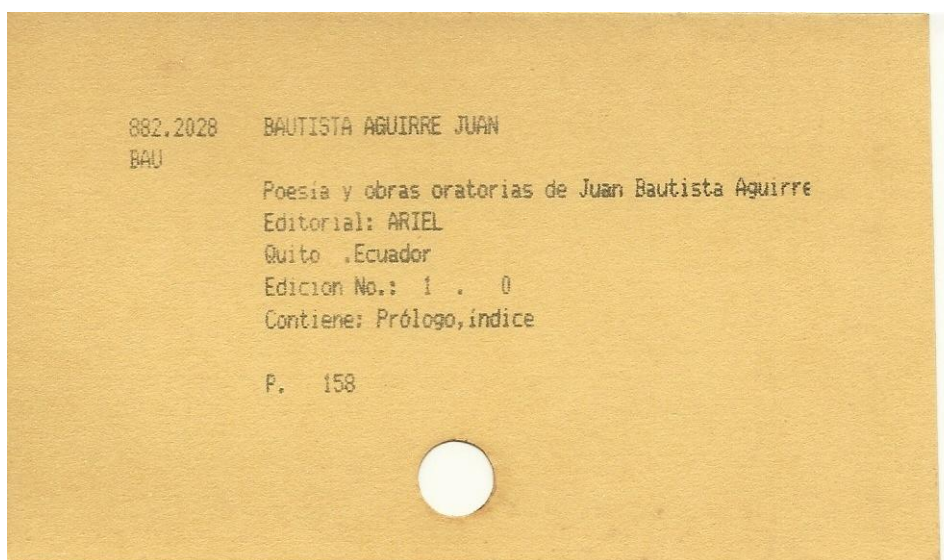 882.2028 BAUTISTA AGUIRRE JUAN
BAU
Poesía y obras oratorias de Juan Bautista Aguirre
Editorial: ARIEL
Quito .Ecuador
Edicion No.: 1 . 0
Contiene: Prólogo,índice
P. 158